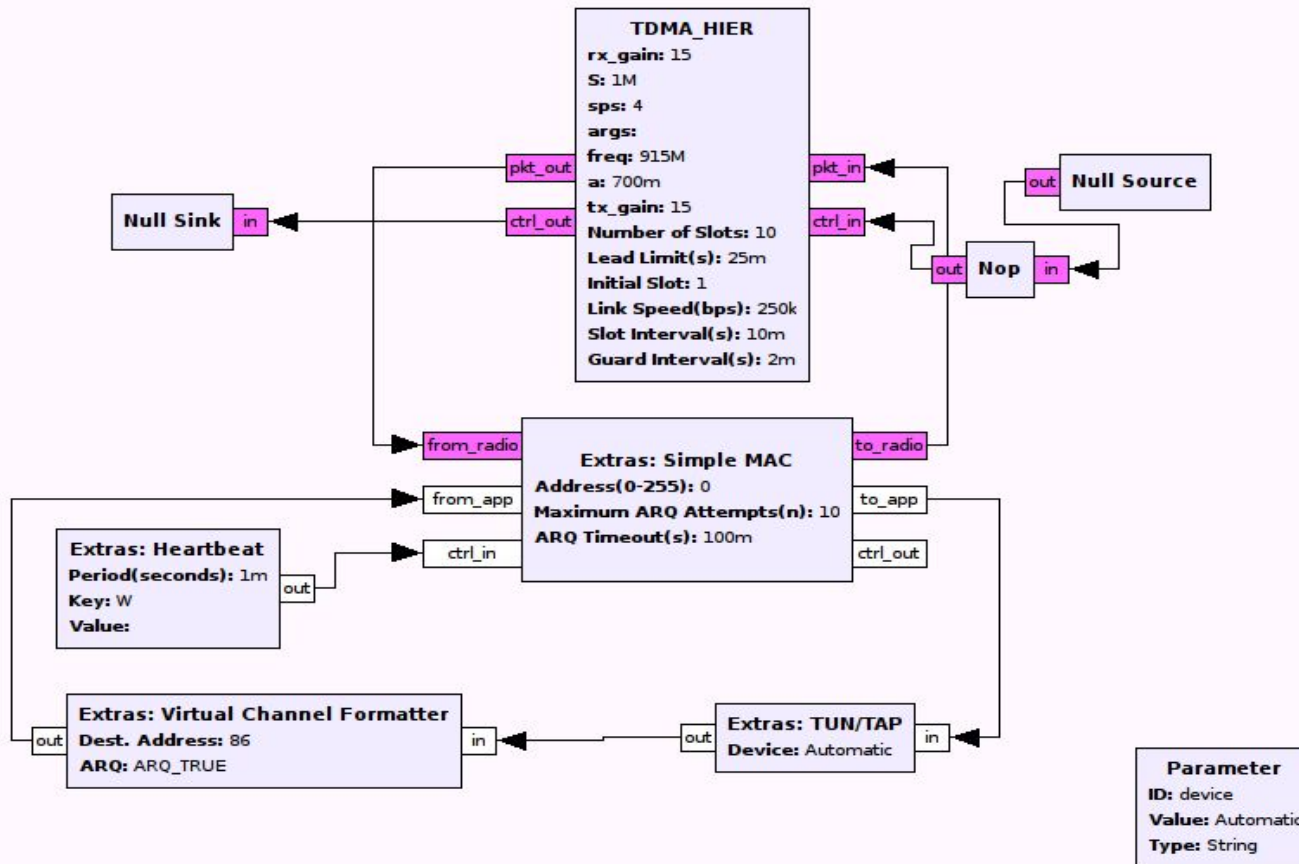 TDMA_HIER
rx_gain: 15
S: 1M
sps: 4
args:
freq: 915M
a: 700m
tx_gain: 15
Number of Slots: 10
Lead Limit(s): 25m
Initial Slot: 1
Link Speed(bps): 250k
Slot Interval(s): 10m
Guard Interval(s): 2m
pkt_out
ctrl_out
pkt_in
ctrl_in
Null Sink
in
out
Null Source
out
Nop
in
from_radio
from_app
ctrl_in
Extras: Simple MAC
Address(0-255): 0
Maximum ARQ Attempts(n): 10
ARQ Timeout(s): 100m
to_radio
to_app
ctrl_out
Extras: Heartbeat
Period(seconds): 1m
Key: W
Value:
out
out
Extras: Virtual Channel Formatter
Dest. Address: 86
ARQ: ARQ_TRUE
in
out
Extras: TUN/TAP
Device: Automatic
in
Parameter
ID: device
Value: Automatic
Type: String